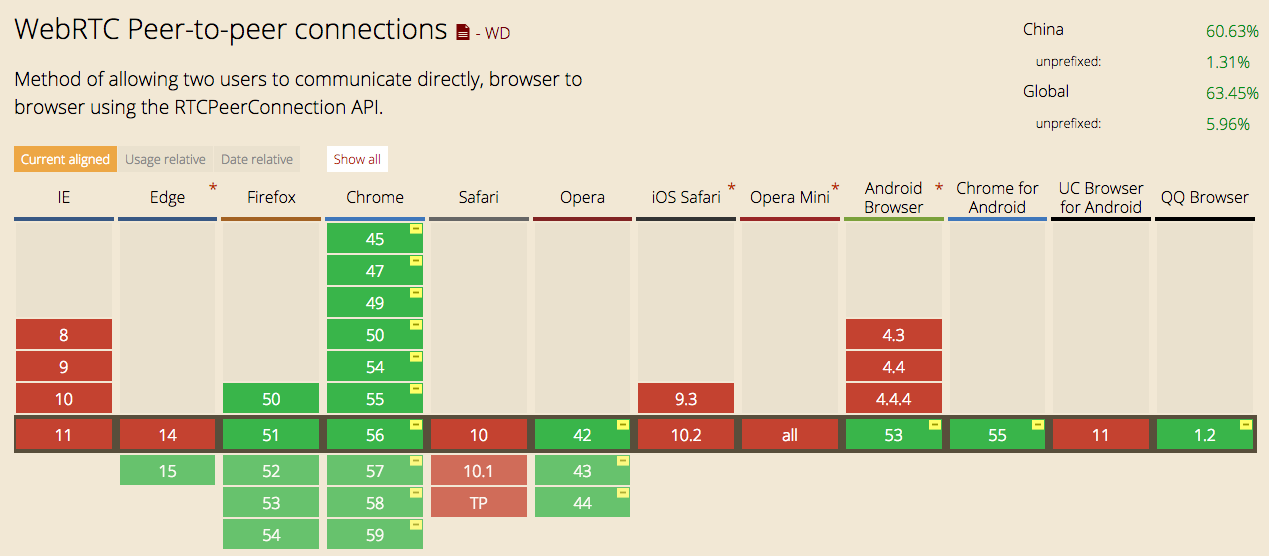 WebRTC Peer-to-peer connections - WD
Method of allowing two users to communicate directly, browser to
browser using the RTCPeerConnection API.
China 60.63%
unprefixed: 1.31%
Global 63.45%
unprefixed: 5.96%
Current aligned Usage relative Date relative Show all
IE Edge * Firefox Chrome Safari Opera iOS Safari * Opera Mini * Android Browser * Chrome for Android UC Browser for Android QQ Browser
45
47
49
8 50 4.3
9 54 4.4
10 50 55 9.3 4.4.4
11 14 51 56 10 42 10.2 all 53 55 11 1.2
15 52 57 10.1 43
53 58 TP 44
54 59